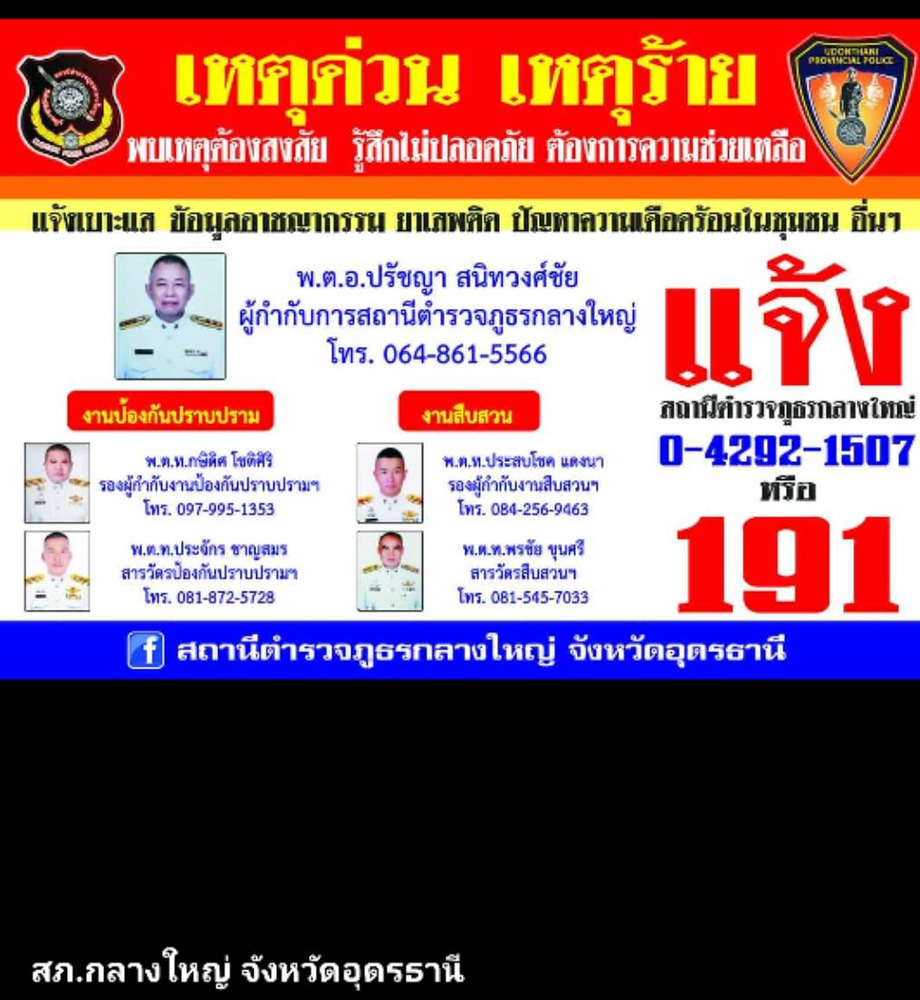 เหตุด่วน เหตุร้าย
พบเหตุต้องสงสัย รู้สึกไม่ปลอดภัย ต้องการความช่วยเหลือ
UDONTHANI
PROVINCIAL POLICE
แจ้งเบาะแส ข้อมูลอาชญากรรม ยาเสพติด ปัญหาความเดือดร้อนในชุมชน อื่นๆ
พ.ต.อ.ปรัชญา สนิทวงศ์ชัย
ผู้กำกับการสถานีตำรวจภูธรกลางใหญ่
โทร. 064-861-5566
งานป้องกันปราบปราม
พ.ต.ท.กษิดิศ โชติศิริ
รองผู้กำกับงานป้องกันปราบปรามฯ
โทร. 097-995-1353
พ.ต.ท.ประจักร ชาญสมร
สารวัตรป้องกันปราบปรามฯ
โทร. 081-872-5728
งานสืบสวน
พ.ต.ท.ประสบโชค แดงนา
รองผู้กำกับงานสืบสวนฯ
โทร. 084-256-9463
พ.ต.ท.พรชัย ขุนศรี
สารวัตรสืบสวนฯ
โทร. 081-545-7033
แจ้ง
สถานีตำรวจภูธรกลางใหญ่
0-4292-1507
หรือ
191
f สถานีตำรวจภูธรกลางใหญ่ จังหวัดอุดรธานี
สภ.กลางใหญ่ จังหวัดอุดรธานี